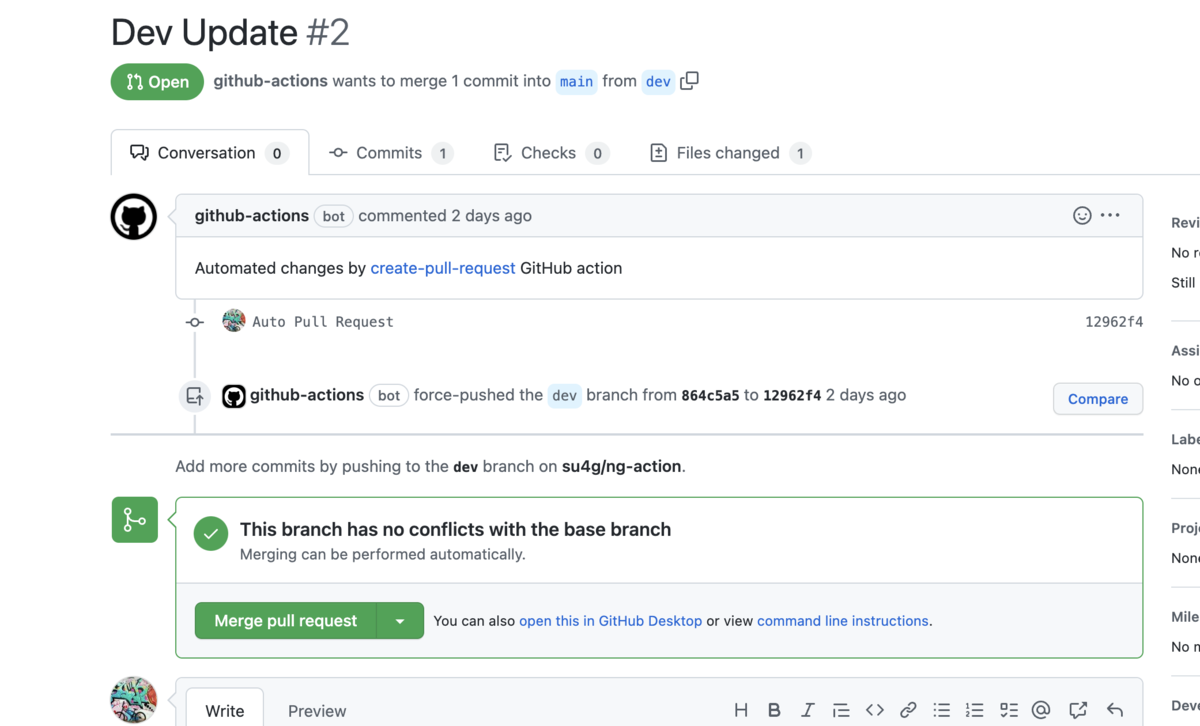 Dev Update #2
Open github-actions wants to merge 1 commit into main from dev
Conversation 0 Commits 1 Checks 0 Files changed 1
github-actions bot commented 2 days ago
Automated changes by create-pull-request GitHub action
Auto Pull Request 12962f4
github-actions bot force-pushed the dev branch from 864c5a5 to 12962f4 2 days ago Compare
Add more commits by pushing to the dev branch on su4g/ng-action.
This branch has no conflicts with the base branch
Merging can be performed automatically.
Merge pull request You can also open this in GitHub Desktop or view command line instructions.
Write Preview H B I @
Revi
No r
Still
Assi
No o
Labe
None
Proj
None
Mile
No m
Deve